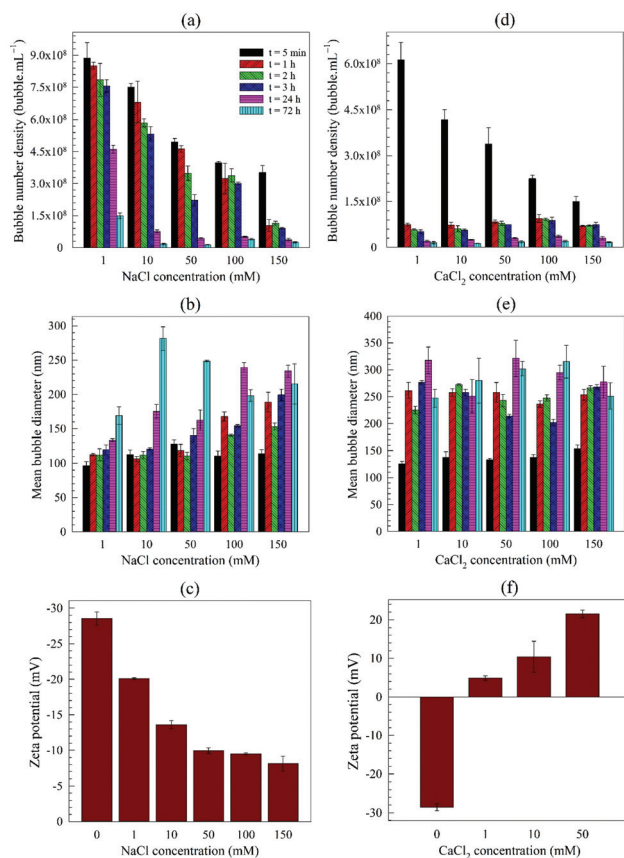 (a)
Bubble number density (bubble.mL⁻¹)
9.0x10⁸
7.5x10⁸
6.0x10⁸
4.5x10⁸
3.0x10⁸
1.5x10⁸
0
t = 5 min
t = 1 h
t = 2 h
t = 3 h
t = 24 h
t = 72 h
1 10 50 100 150
NaCl concentration (mM)
(d)
Bubble number density (bubble.mL⁻¹)
6.0x10⁸
4.5x10⁸
3.0x10⁸
1.5x10⁸
0
1 10 50 100 150
CaCl₂ concentration (mM)
(b)
Mean bubble diameter (nm)
300
250
200
150
100
50
0
1 10 50 100 150
NaCl concentration (mM)
(e)
Mean bubble diameter (nm)
400
350
300
250
200
150
100
50
0
1 10 50 100 150
CaCl₂ concentration (mM)
(c)
Zeta potential (mV)
-30
-25
-20
-15
-10
-5
0
0 1 10 50 100 150
NaCl concentration (mM)
(f)
Zeta potential (mV)
20
10
0
-10
-20
-30
0 1 10 50
CaCl₂ concentration (mM)